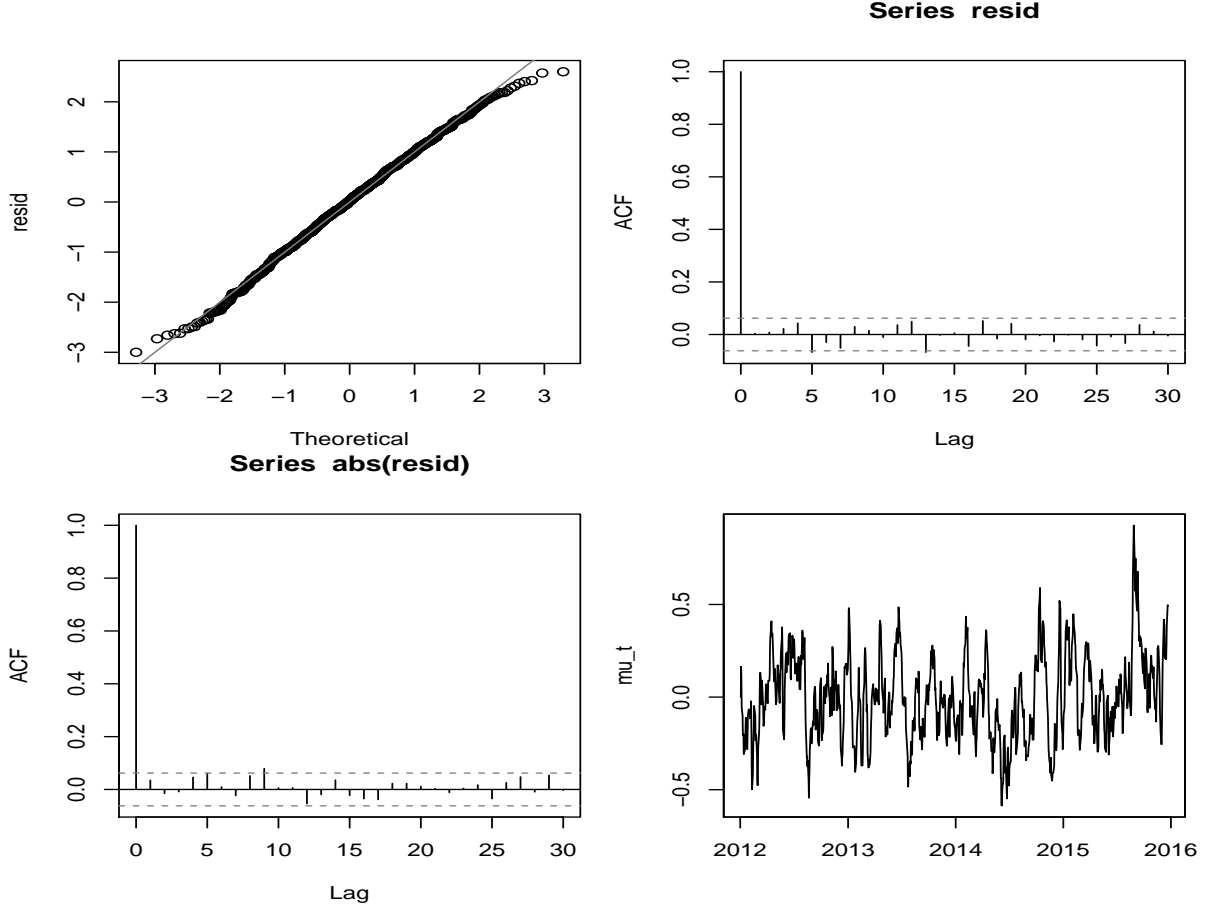 Series resid
resid
2
1
0
−1
−2
−3
−3 −2 −1 0 1 2 3
Theoretical
ACF
1.0
0.8
0.6
0.4
0.2
0.0
0 5 10 15 20 25 30
Lag
Series abs(resid)
ACF
1.0
0.8
0.6
0.4
0.2
0.0
0 5 10 15 20 25 30
Lag
mu_t
0.5
0.0
−0.5
2012 2013 2014 2015 2016